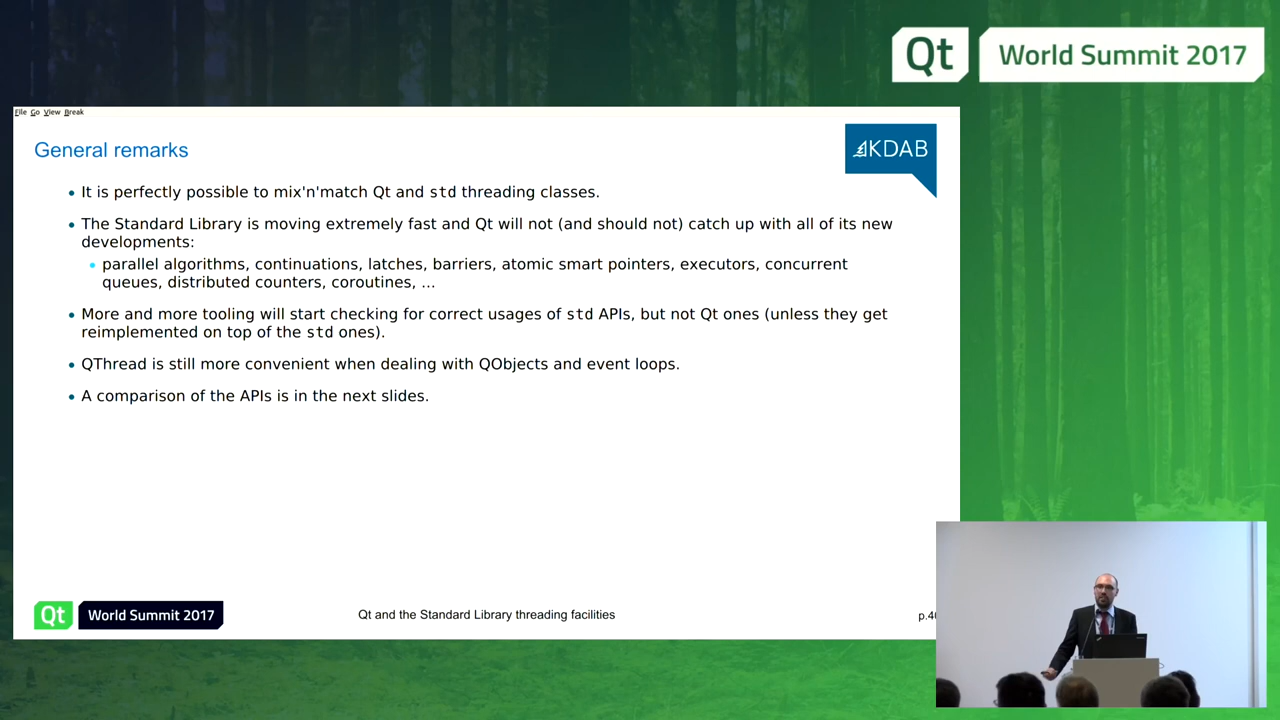 Qt World Summit 2017
File Go View Break
General remarks
KDAB
• It is perfectly possible to mix'n'match Qt and std threading classes.
• The Standard Library is moving extremely fast and Qt will not (and should not) catch up with all of its new
developments:
• parallel algorithms, continuations, latches, barriers, atomic smart pointers, executors, concurrent
queues, distributed counters, coroutines, ...
• More and more tooling will start checking for correct usages of std APIs, but not Qt ones (unless they get
reimplemented on top of the std ones).
• QThread is still more convenient when dealing with QObjects and event loops.
• A comparison of the APIs is in the next slides.
Qt World Summit 2017
Qt and the Standard Library threading facilities